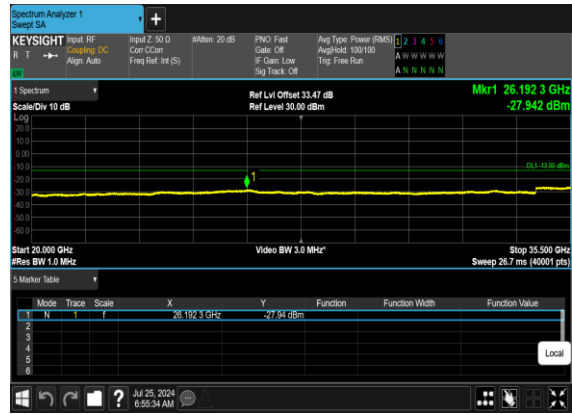 Spectrum Analyzer 1
Swept SA
+
KEYSIGHT Input: RF Input Z: 50 Ω #Atten: 20 dB PNO: Fast Avg Type: Power (RMS) 1 2 3 4 5 6
R T Coupling: DC Corr CCorr Gate: Off Avg|Hold: 100/100 A W W W W W
Align: Auto Freq Ref: Int (S) IF Gain: Low Trig: Free Run
Sig Track: Off A N N N N N
1 Spectrum
Ref Lvl Offset 33.47 dB Mkr1 26.192 3 GHz
Scale/Div 10 dB Ref Level 30.00 dBm -27.942 dBm
Log
20.0
10.0
0.00
-10.0 DL1 -13.00 dBm
-20.0 1
-30.0
-40.0
-50.0
-60.0
Start 20.000 GHz Video BW 3.0 MHz* Stop 35.500 GHz
#Res BW 1.0 MHz Sweep 26.7 ms (40001 pts)
5 Marker Table
Mode Trace Scale X Y Function Function Width Function Value
1 N 1 f 26.192 3 GHz -27.94 dBm
2
3
4
5
6
Local
? Jul 25, 2024
6:55:34 AM